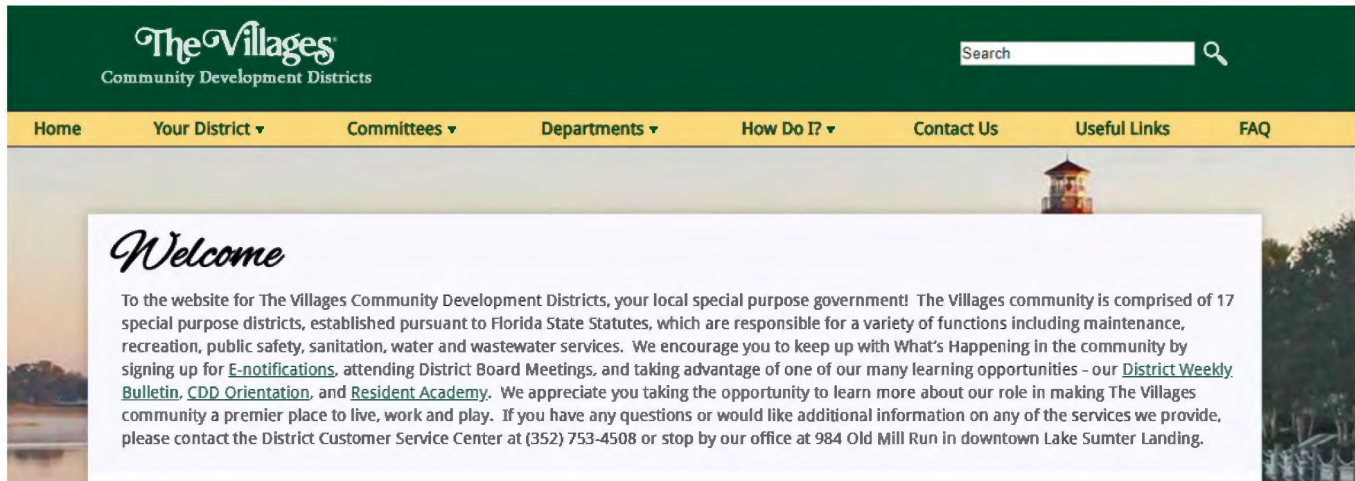 The Villages
Community Development Districts
Search
Home Your District Committees Departments How Do I? Contact Us Useful Links FAQ
Welcome
To the website for The Villages Community Development Districts, your local special purpose government! The Villages community is comprised of 17
special purpose districts, established pursuant to Florida State Statutes, which are responsible for a variety of functions including maintenance,
recreation, public safety, sanitation, water and wastewater services. We encourage you to keep up with What's Happening in the community by
signing up for E-notifications, attending District Board Meetings, and taking advantage of one of our many learning opportunities - our District Weekly
Bulletin, CDD Orientation, and Resident Academy. We appreciate you taking the opportunity to learn more about our role in making The Villages
community a premier place to live, work and play. If you have any questions or would like additional information on any of the services we provide,
please contact the District Customer Service Center at (352) 753-4508 or stop by our office at 984 Old Mill Run in downtown Lake Sumter Landing.